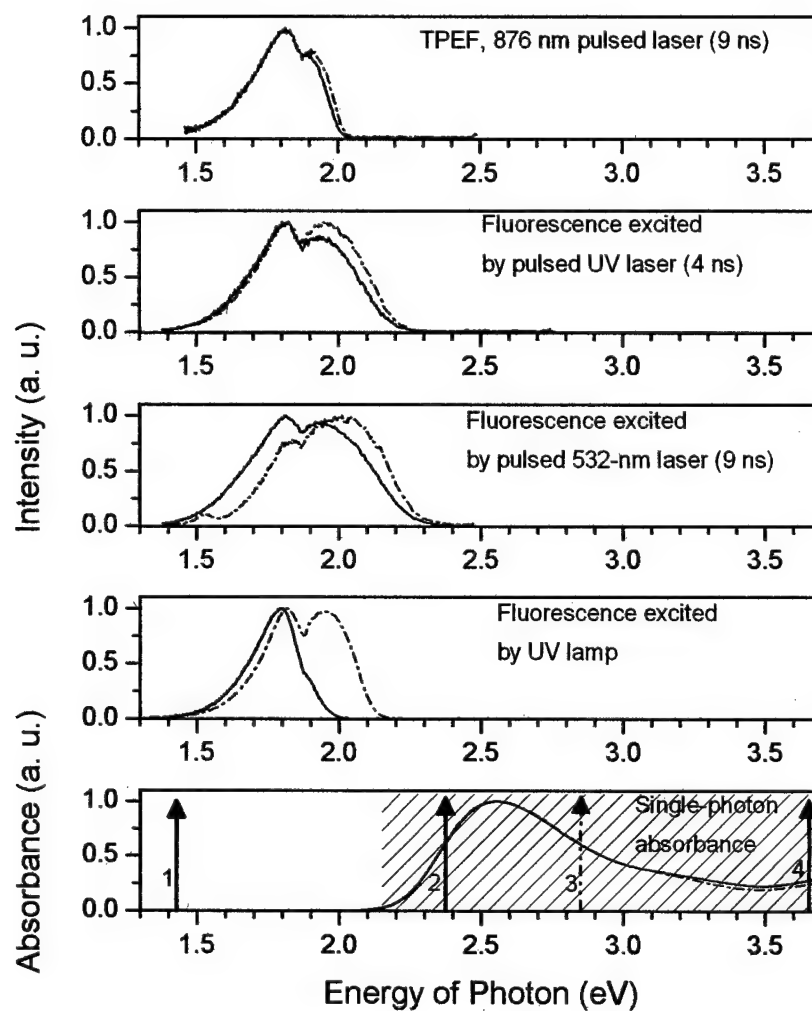 1.0
TPEF, 876 nm pulsed laser (9 ns)
0.5
0.0
1.5 2.0 2.5 3.0 3.5
1.0
Fluorescence excited
by pulsed UV laser (4 ns)
0.5
0.0
1.5 2.0 2.5 3.0 3.5
1.0
Fluorescence excited
by pulsed 532-nm laser (9 ns)
0.5
0.0
1.5 2.0 2.5 3.0 3.5
1.0
Fluorescence excited
by UV lamp
0.5
0.0
1.5 2.0 2.5 3.0 3.5
1.0
Single-photon
absorbance
0.5
1 2 3 4
0.0
1.5 2.0 2.5 3.0 3.5
Intensity (a. u.)
Absorbance (a. u.)
Energy of Photon (eV)